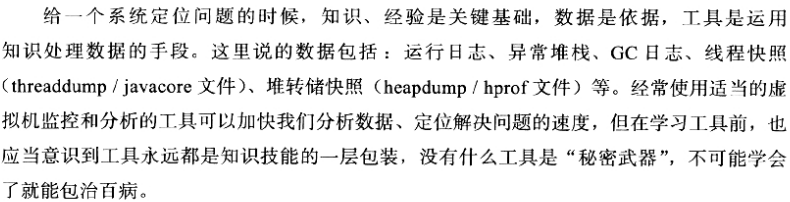 给一个系统定位问题的时候，知识、经验是关键基础，数据是依据，工具是运用
知识处理数据的手段。这里说的数据包括：运行日志、异常堆栈、GC 日志、线程快照
（threaddump / javacore 文件）、堆转储快照（heapdump / hprof 文件）等。经常使用适当的虚
拟机监控和分析的工具可以加快我们分析数据、定位解决问题的速度，但在学习工具前，也
应当意识到工具永远都是知识技能的一层包装，没有什么工具是“秘密武器”，不可能学会
了就能包治百病。